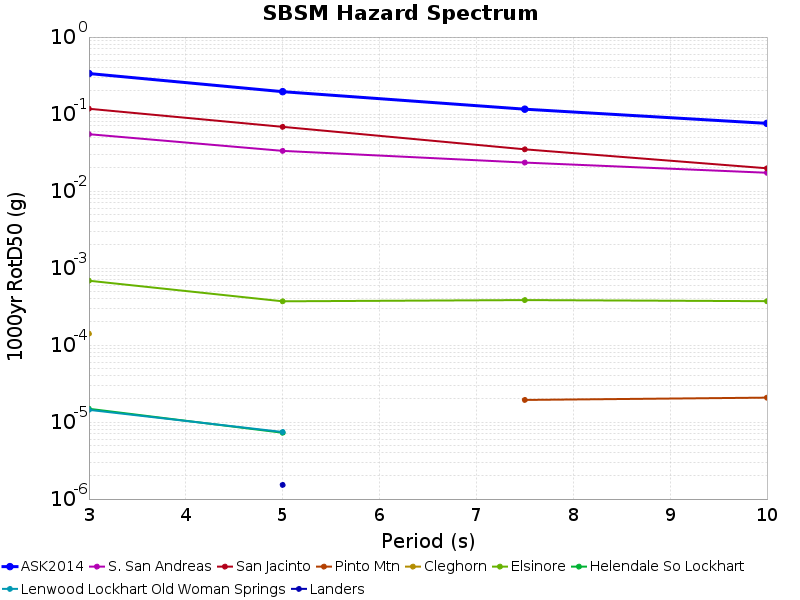 SBSM Hazard Spectrum
1000yr RotD50 (g)
10^0
10^-1
10^-2
10^-3
10^-4
10^-5
10^-6
3 4 5 6 7 8 9 10
Period (s)
ASK2014 S. San Andreas San Jacinto Pinto Mtn Cleghorn Elsinore Helendale So Lockhart
Lenwood Lockhart Old Woman Springs Landers